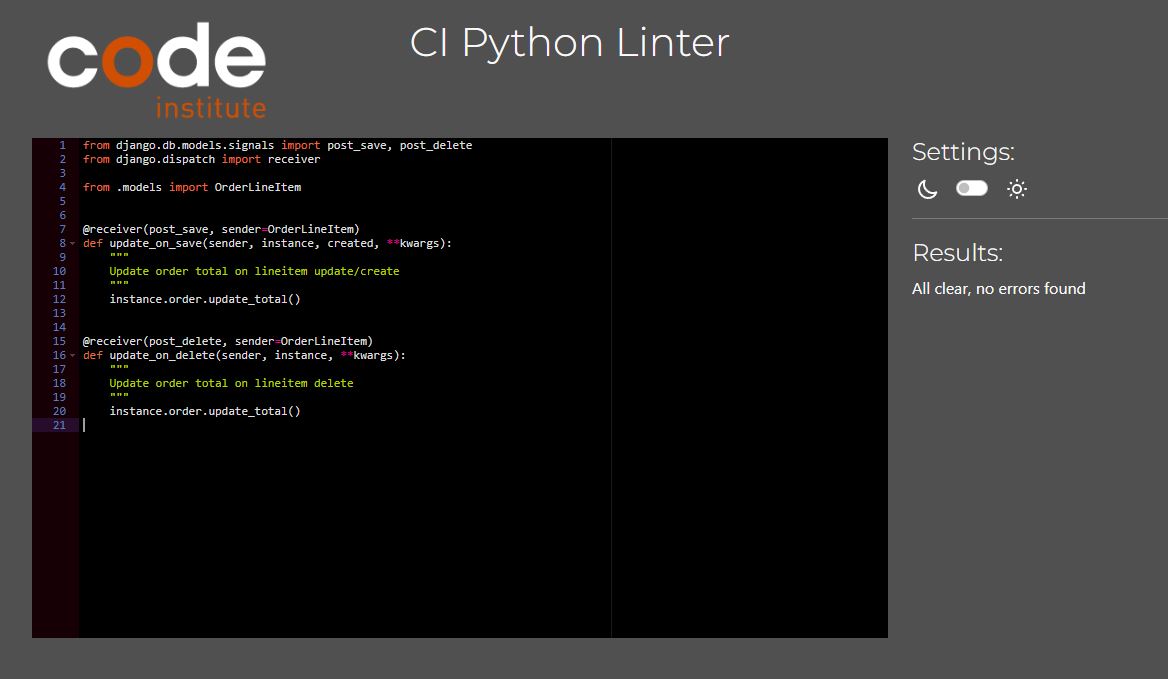 code
institute
CI Python Linter
1 from django.db.models.signals import post_save, post_delete
2 from django.dispatch import receiver
3
4 from .models import OrderLineItem
5
6
7 @receiver(post_save, sender=OrderLineItem)
8 def update_on_save(sender, instance, created, **kwargs):
9     """
10     Update order total on lineitem update/create
11     """
12     instance.order.update_total()
13
14
15 @receiver(post_delete, sender=OrderLineItem)
16 def update_on_delete(sender, instance, **kwargs):
17     """
18     Update order total on lineitem delete
19     """
20     instance.order.update_total()
21
Settings:
Results:
All clear, no errors found